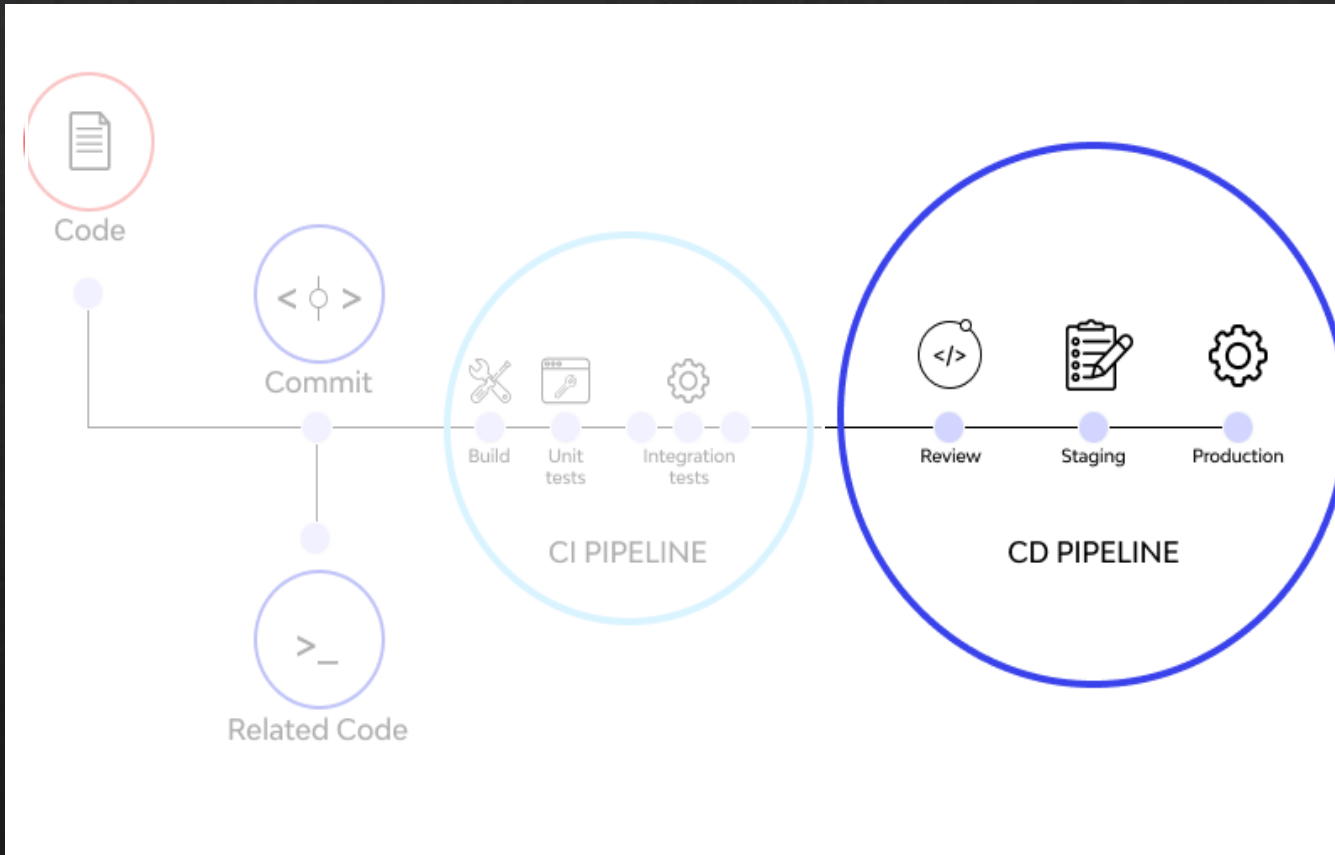 Code
Commit
Build
Unit
tests
Integration
tests
CI PIPELINE
Review
Staging
Production
CD PIPELINE
< >
>_
Related Code
</>